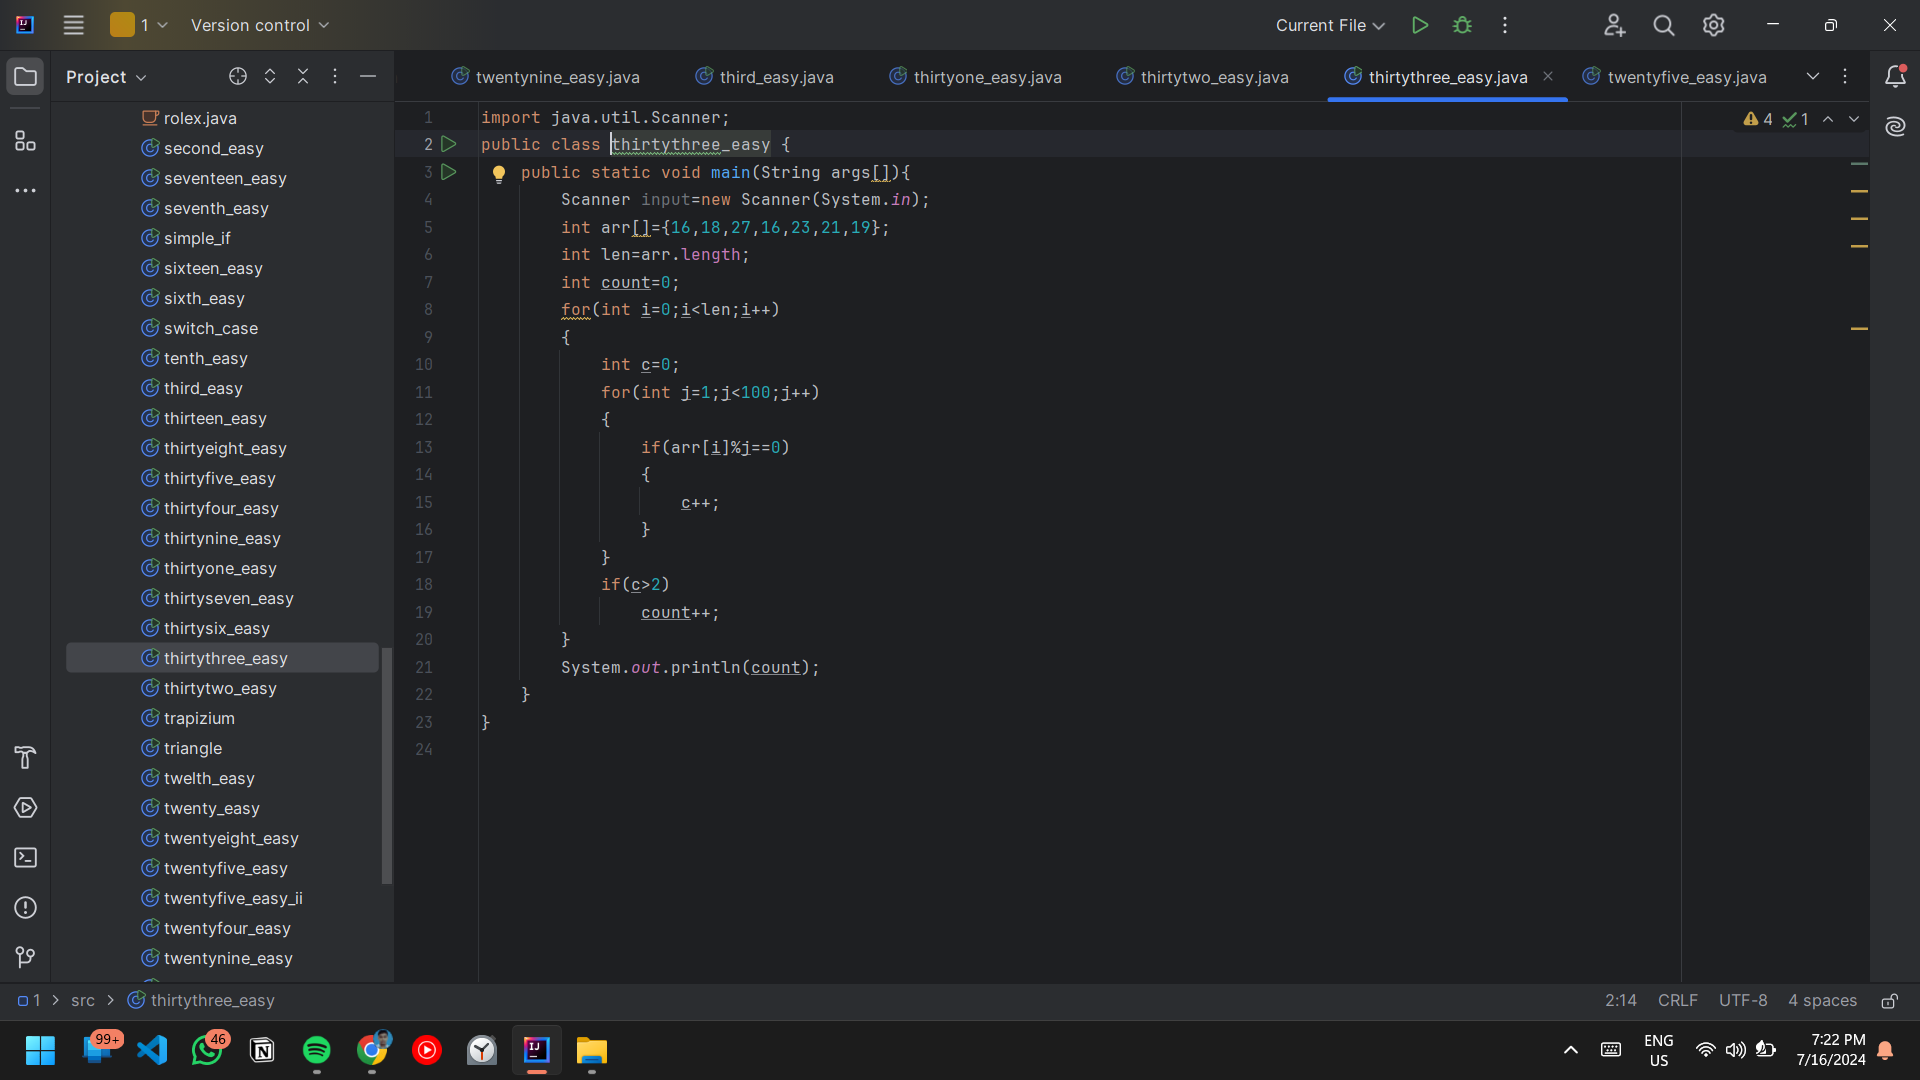 1
Version control
Current File
Project
twentynine_easy.java
third_easy.java
thirtyone_easy.java
thirtytwo_easy.java
thirtythree_easy.java
twentyfive_easy.java
rolex.java
second_easy
seventeen_easy
seventh_easy
simple_if
sixteen_easy
sixth_easy
switch_case
tenth_easy
third_easy
thirteen_easy
thirtyeight_easy
thirtyfive_easy
thirtyfour_easy
thirtynine_easy
thirtyone_easy
thirtyseven_easy
thirtysix_easy
thirtythree_easy
thirtytwo_easy
trapizium
triangle
twelth_easy
twenty_easy
twentyeight_easy
twentyfive_easy
twentyfive_easy_ii
twentyfour_easy
twentynine_easy
4 1
1 import java.util.Scanner;
2 public class thirtythree_easy {
3 public static void main(String args[]){
4 Scanner input=new Scanner(System.in);
5 int arr[]={16,18,27,16,23,21,19};
6 int len=arr.length;
7 int count=0;
8 for(int i=0;i<len;i++)
9 {
10 int c=0;
11 for(int j=1;j<100;j++)
12 {
13 if(arr[i]%j==0)
14 {
15 c++;
16 }
17 }
18 if(c>2)
19 count++;
20 }
21 System.out.println(count);
22 }
23 }
24
1 > src > thirtythree_easy
2:14 CRLF UTF-8 4 spaces
99+
46
ENG
US
7:22 PM
7/16/2024